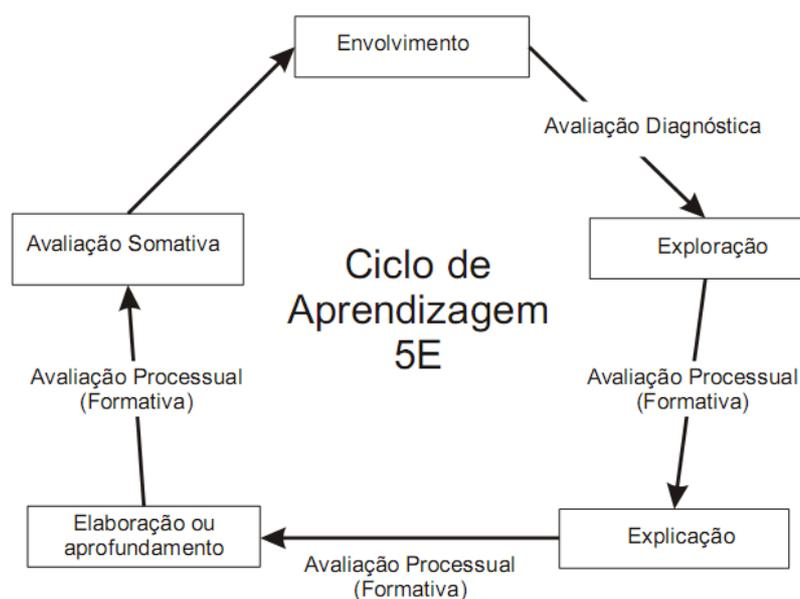 Envolvimento
Avaliação Diagnóstica
Avaliação Somativa
Exploração
Ciclo de
Aprendizagem
5E
Avaliação Processual
(Formativa)
Avaliação Processual
(Formativa)
Elaboração ou
aprofundamento
Explicação
Avaliação Processual
(Formativa)